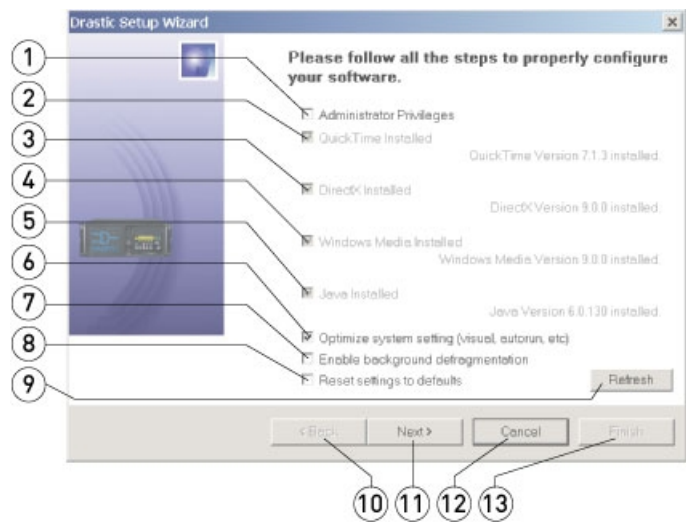 Drastic Setup Wizard
Please follow all the steps to properly configure
your software.
1
Administrator Privileges
2
QuickTime Installed
QuickTime Version 7.1.3 installed.
3
DirectX Installed
DirectX Version 9.0.0 installed.
4
Windows Media Installed
Windows Media Version 9.0.0 installed.
5
Java Installed
Java Version 6.0.130 installed.
6
Optimize system setting (visual, autorun, etc)
7
Enable background defragmentation
8
Reset settings to defaults
9
Refresh
< Back
Next >
Cancel
Finish
10
11
12
13